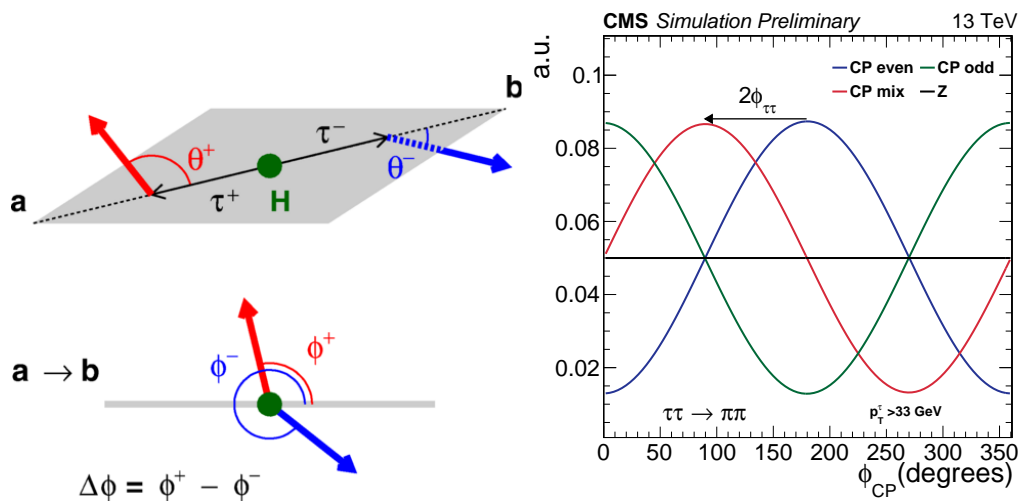 b
τ⁻
θ⁺
θ⁻
H
a
τ⁺
φ⁺
φ⁻
a → b
Δφ = φ⁺ − φ⁻
CMS Simulation Preliminary 13 TeV
a.u.
CP even CP odd
CP mix Z
2φ_ττ
0.1
0.08
0.06
0.04
0.02
ττ → ππ
p_T^τ >33 GeV
0 50 100 150 200 250 300 350
φ_CP (degrees)